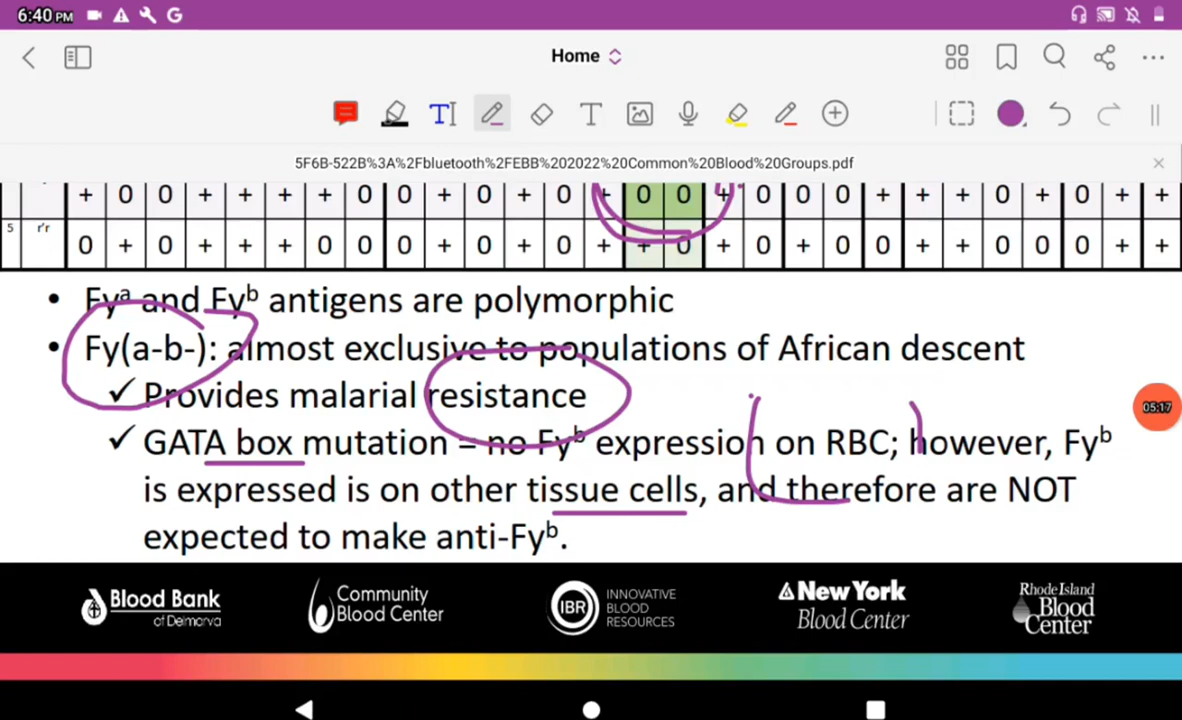 6:40 PM
Home
5F6B-522B%3A%2Fbluetooth%2FEBB%202022%20Common%20Blood%20Groups.pdf
+ 0 0 + + + + 0 0 + 0 + 0 + 0 0 + 0 0 0 + + 0 + 0 + 0 + +
5 r'r 0 + 0 + + + 0 0 0 + 0 + 0 + + 0 + 0 + 0 0 + + 0 0 0 + +
• Fyᵃ and Fyᵇ antigens are polymorphic
• Fy(a-b-): almost exclusive to populations of African descent
✓ Provides malarial resistance
05:17
✓ GATA box mutation = no Fyᵇ expression on RBC; however, Fyᵇ
is expressed is on other tissue cells, and therefore are NOT
expected to make anti-Fyᵇ.
Blood Bank
of Delmarva
Community
Blood Center
IBR
INNOVATIVE
BLOOD
RESOURCES
New York
Blood Center
Rhode Island
Blood
Center